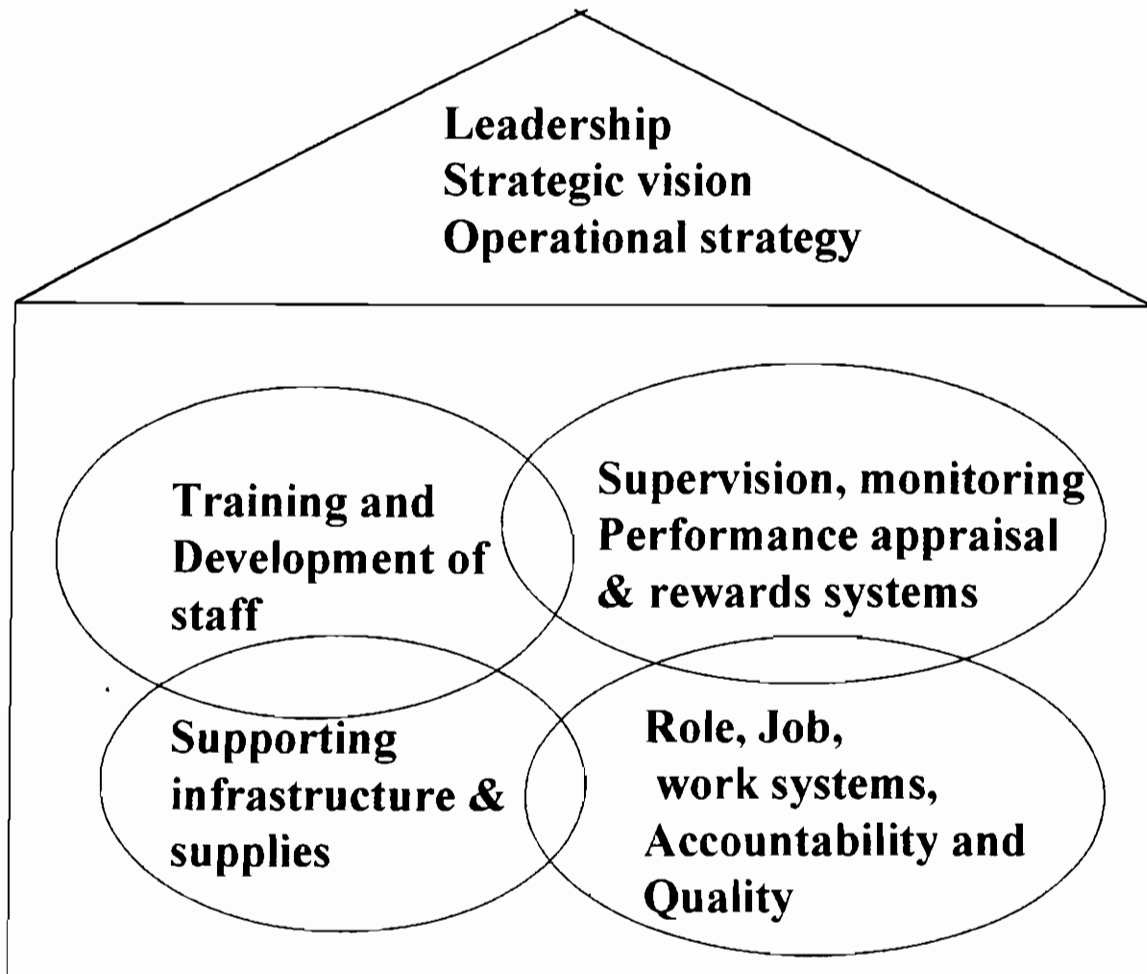 Leadership
Strategic vision
Operational strategy
Training and
Development of
staff
Supervision, monitoring
Performance appraisal
& rewards systems
Supporting
infrastructure &
supplies
Role, Job,
work systems,
Accountability and
Quality